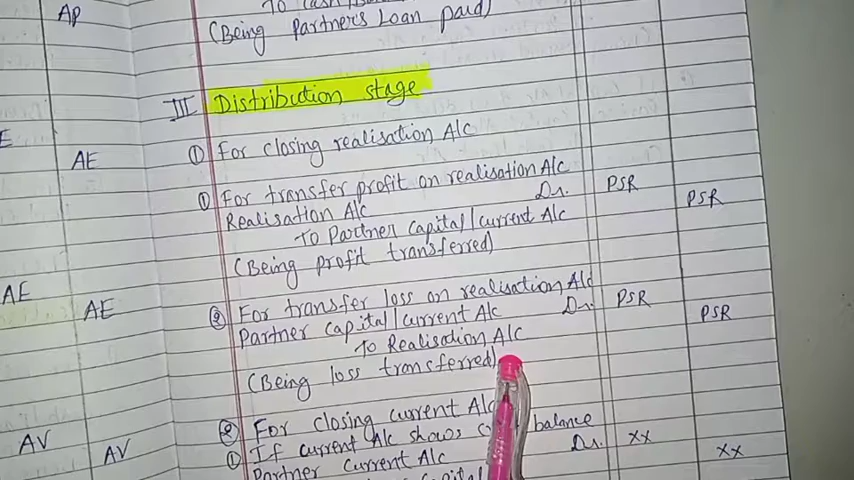 AP
(Being Partner's Loan paid)
III Distribution stage
① For closing realisation A/c
AE
① For transfer profit on realisation A/c
Realisation A/c Dr. PSR
To Partner capital/current A/c PSR
(Being profit transferred)
AE
AE
② For transfer loss on realisation A/c
Partner capital/current A/c Dr. PSR
To Realisation A/c PSR
(Being loss transferred)
② For closing current A/c
① If current A/c shows balance
AV
AV
Partner current A/c Dr. xx
xx